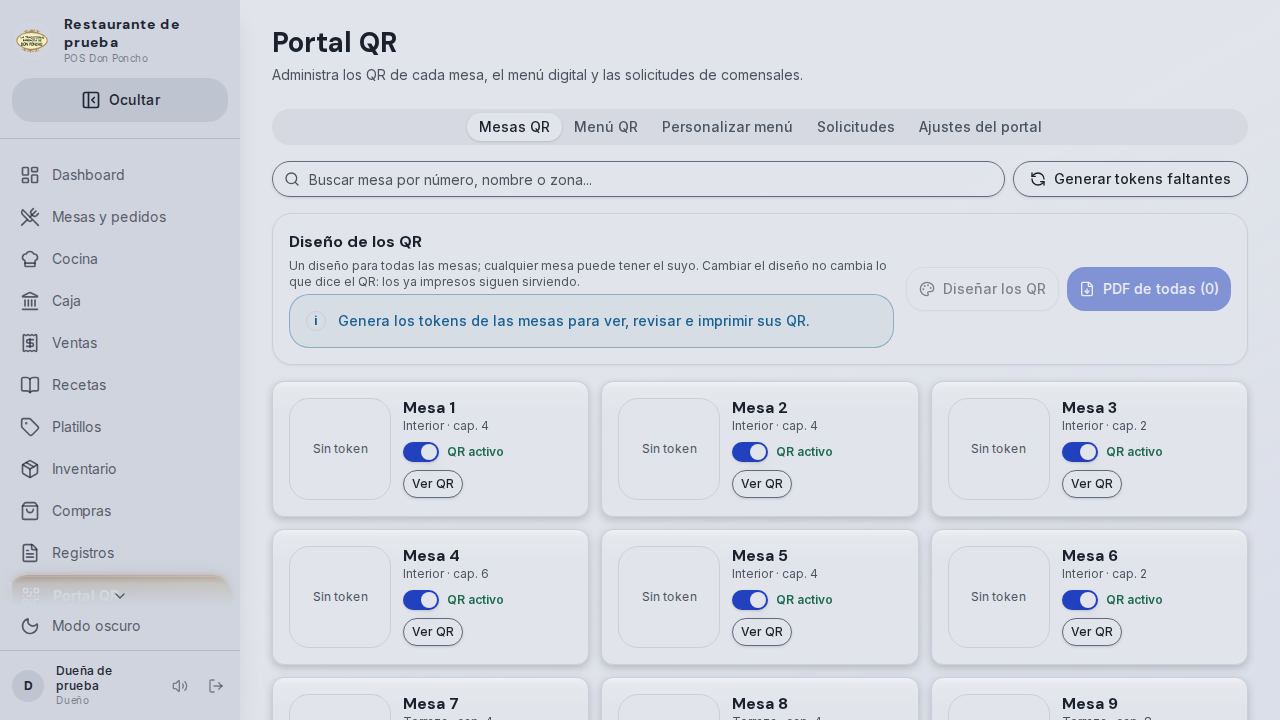 Restaurante de
prueba
POS Don Poncho
Ocultar
Dashboard
Mesas y pedidos
Cocina
Caja
Ventas
Recetas
Platillos
Inventario
Compras
Registros
Portal QR
Modo oscuro
D
Dueña de
prueba
Dueño
Portal QR
Administra los QR de cada mesa, el menú digital y las solicitudes de comensales.
Mesas QR Menú QR Personalizar menú Solicitudes Ajustes del portal
Buscar mesa por número, nombre o zona...
Generar tokens faltantes
Diseño de los QR
Un diseño para todas las mesas; cualquier mesa puede tener el suyo. Cambiar el diseño no cambia lo
que dice el QR: los ya impresos siguen sirviendo.
i Genera los tokens de las mesas para ver, revisar e imprimir sus QR.
Diseñar los QR
PDF de todas (0)
Sin token
Mesa 1
Interior · cap. 4
QR activo
Ver QR
Sin token
Mesa 2
Interior · cap. 4
QR activo
Ver QR
Sin token
Mesa 3
Interior · cap. 2
QR activo
Ver QR
Sin token
Mesa 4
Interior · cap. 6
QR activo
Ver QR
Sin token
Mesa 5
Interior · cap. 4
QR activo
Ver QR
Sin token
Mesa 6
Interior · cap. 2
QR activo
Ver QR
Mesa 7
Mesa 8
Mesa 9